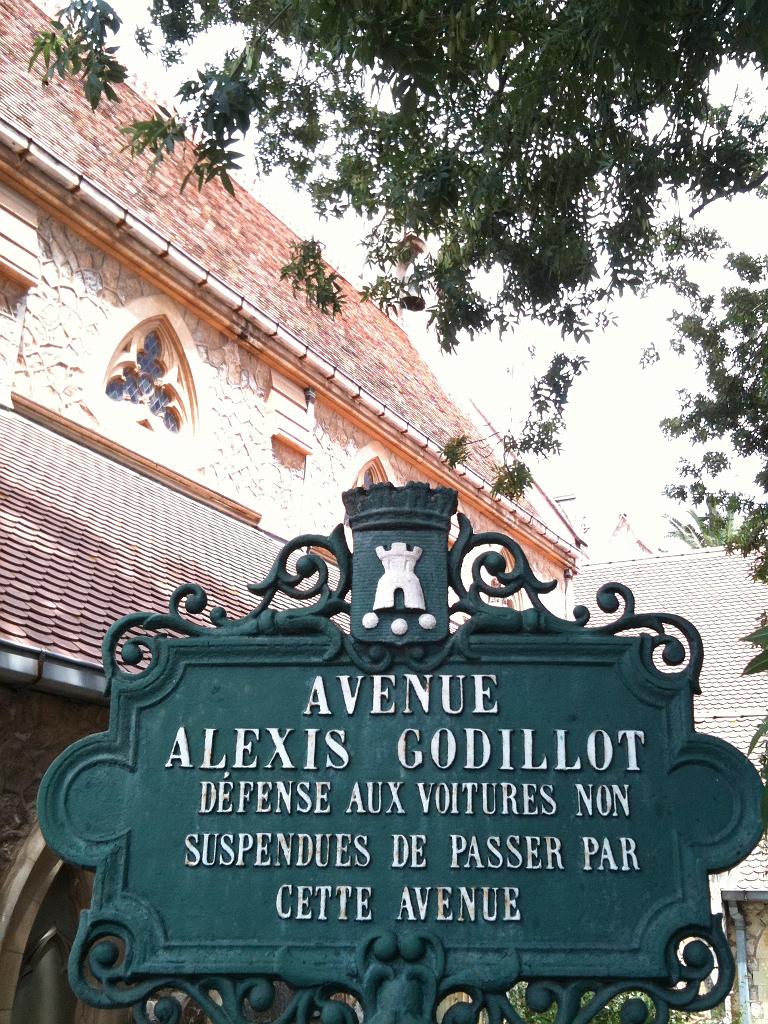 AVENUE
ALEXIS GODILLOT
DÉFENSE AUX VOITURES NON
SUSPENDUES DE PASSER PAR
CETTE AVENUE